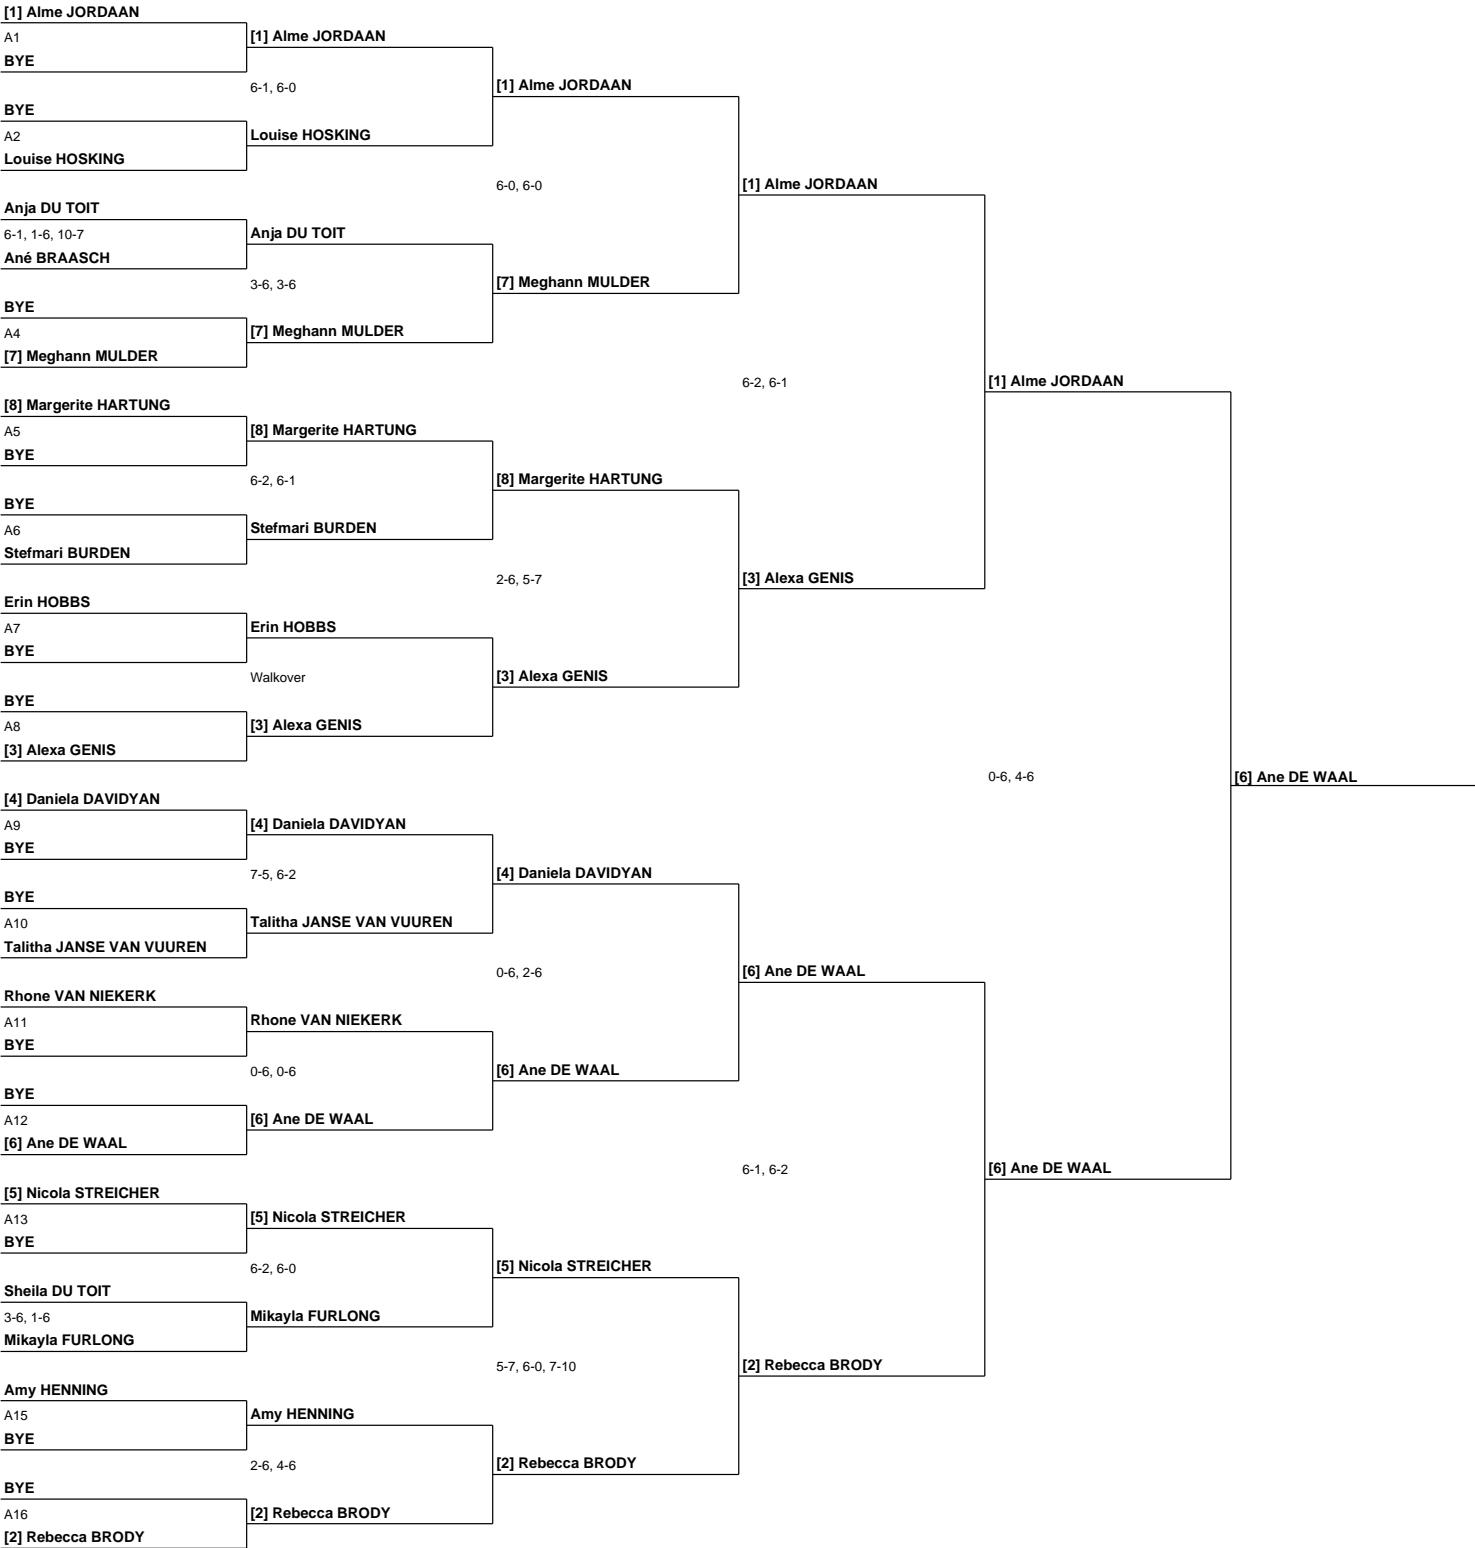 [1] Alme JORDAAN
A1
BYE
BYE
A2
Louise HOSKING
Anja DU TOIT
6-1, 1-6, 10-7
Ané BRAASCH
BYE
A4
[7] Meghann MULDER
[8] Margerite HARTUNG
A5
BYE
BYE
A6
Stefmari BURDEN
Erin HOBBS
A7
BYE
BYE
A8
[3] Alexa GENIS
[4] Daniela DAVIDYAN
A9
BYE
BYE
A10
Talitha JANSE VAN VUUREN
Rhone VAN NIEKERK
A11
BYE
BYE
A12
[6] Ane DE WAAL
[5] Nicola STREICHER
A13
BYE
Sheila DU TOIT
3-6, 1-6
Mikayla FURLONG
Amy HENNING
A15
BYE
BYE
A16
[2] Rebecca BRODY
[1] Alme JORDAAN
6-1, 6-0
Louise HOSKING
Anja DU TOIT
3-6, 3-6
[7] Meghann MULDER
[8] Margerite HARTUNG
6-2, 6-1
Stefmari BURDEN
Erin HOBBS
Walkover
[3] Alexa GENIS
[4] Daniela DAVIDYAN
7-5, 6-2
Talitha JANSE VAN VUUREN
Rhone VAN NIEKERK
0-6, 0-6
[6] Ane DE WAAL
[5] Nicola STREICHER
6-2, 6-0
Mikayla FURLONG
Amy HENNING
2-6, 4-6
[2] Rebecca BRODY
[1] Alme JORDAAN
6-0, 6-0
[7] Meghann MULDER
[8] Margerite HARTUNG
2-6, 5-7
[3] Alexa GENIS
[4] Daniela DAVIDYAN
0-6, 2-6
[6] Ane DE WAAL
[5] Nicola STREICHER
5-7, 6-0, 7-10
[2] Rebecca BRODY
[1] Alme JORDAAN
6-2, 6-1
[3] Alexa GENIS
[6] Ane DE WAAL
6-1, 6-2
[2] Rebecca BRODY
[1] Alme JORDAAN
0-6, 4-6
[6] Ane DE WAAL
[6] Ane DE WAAL